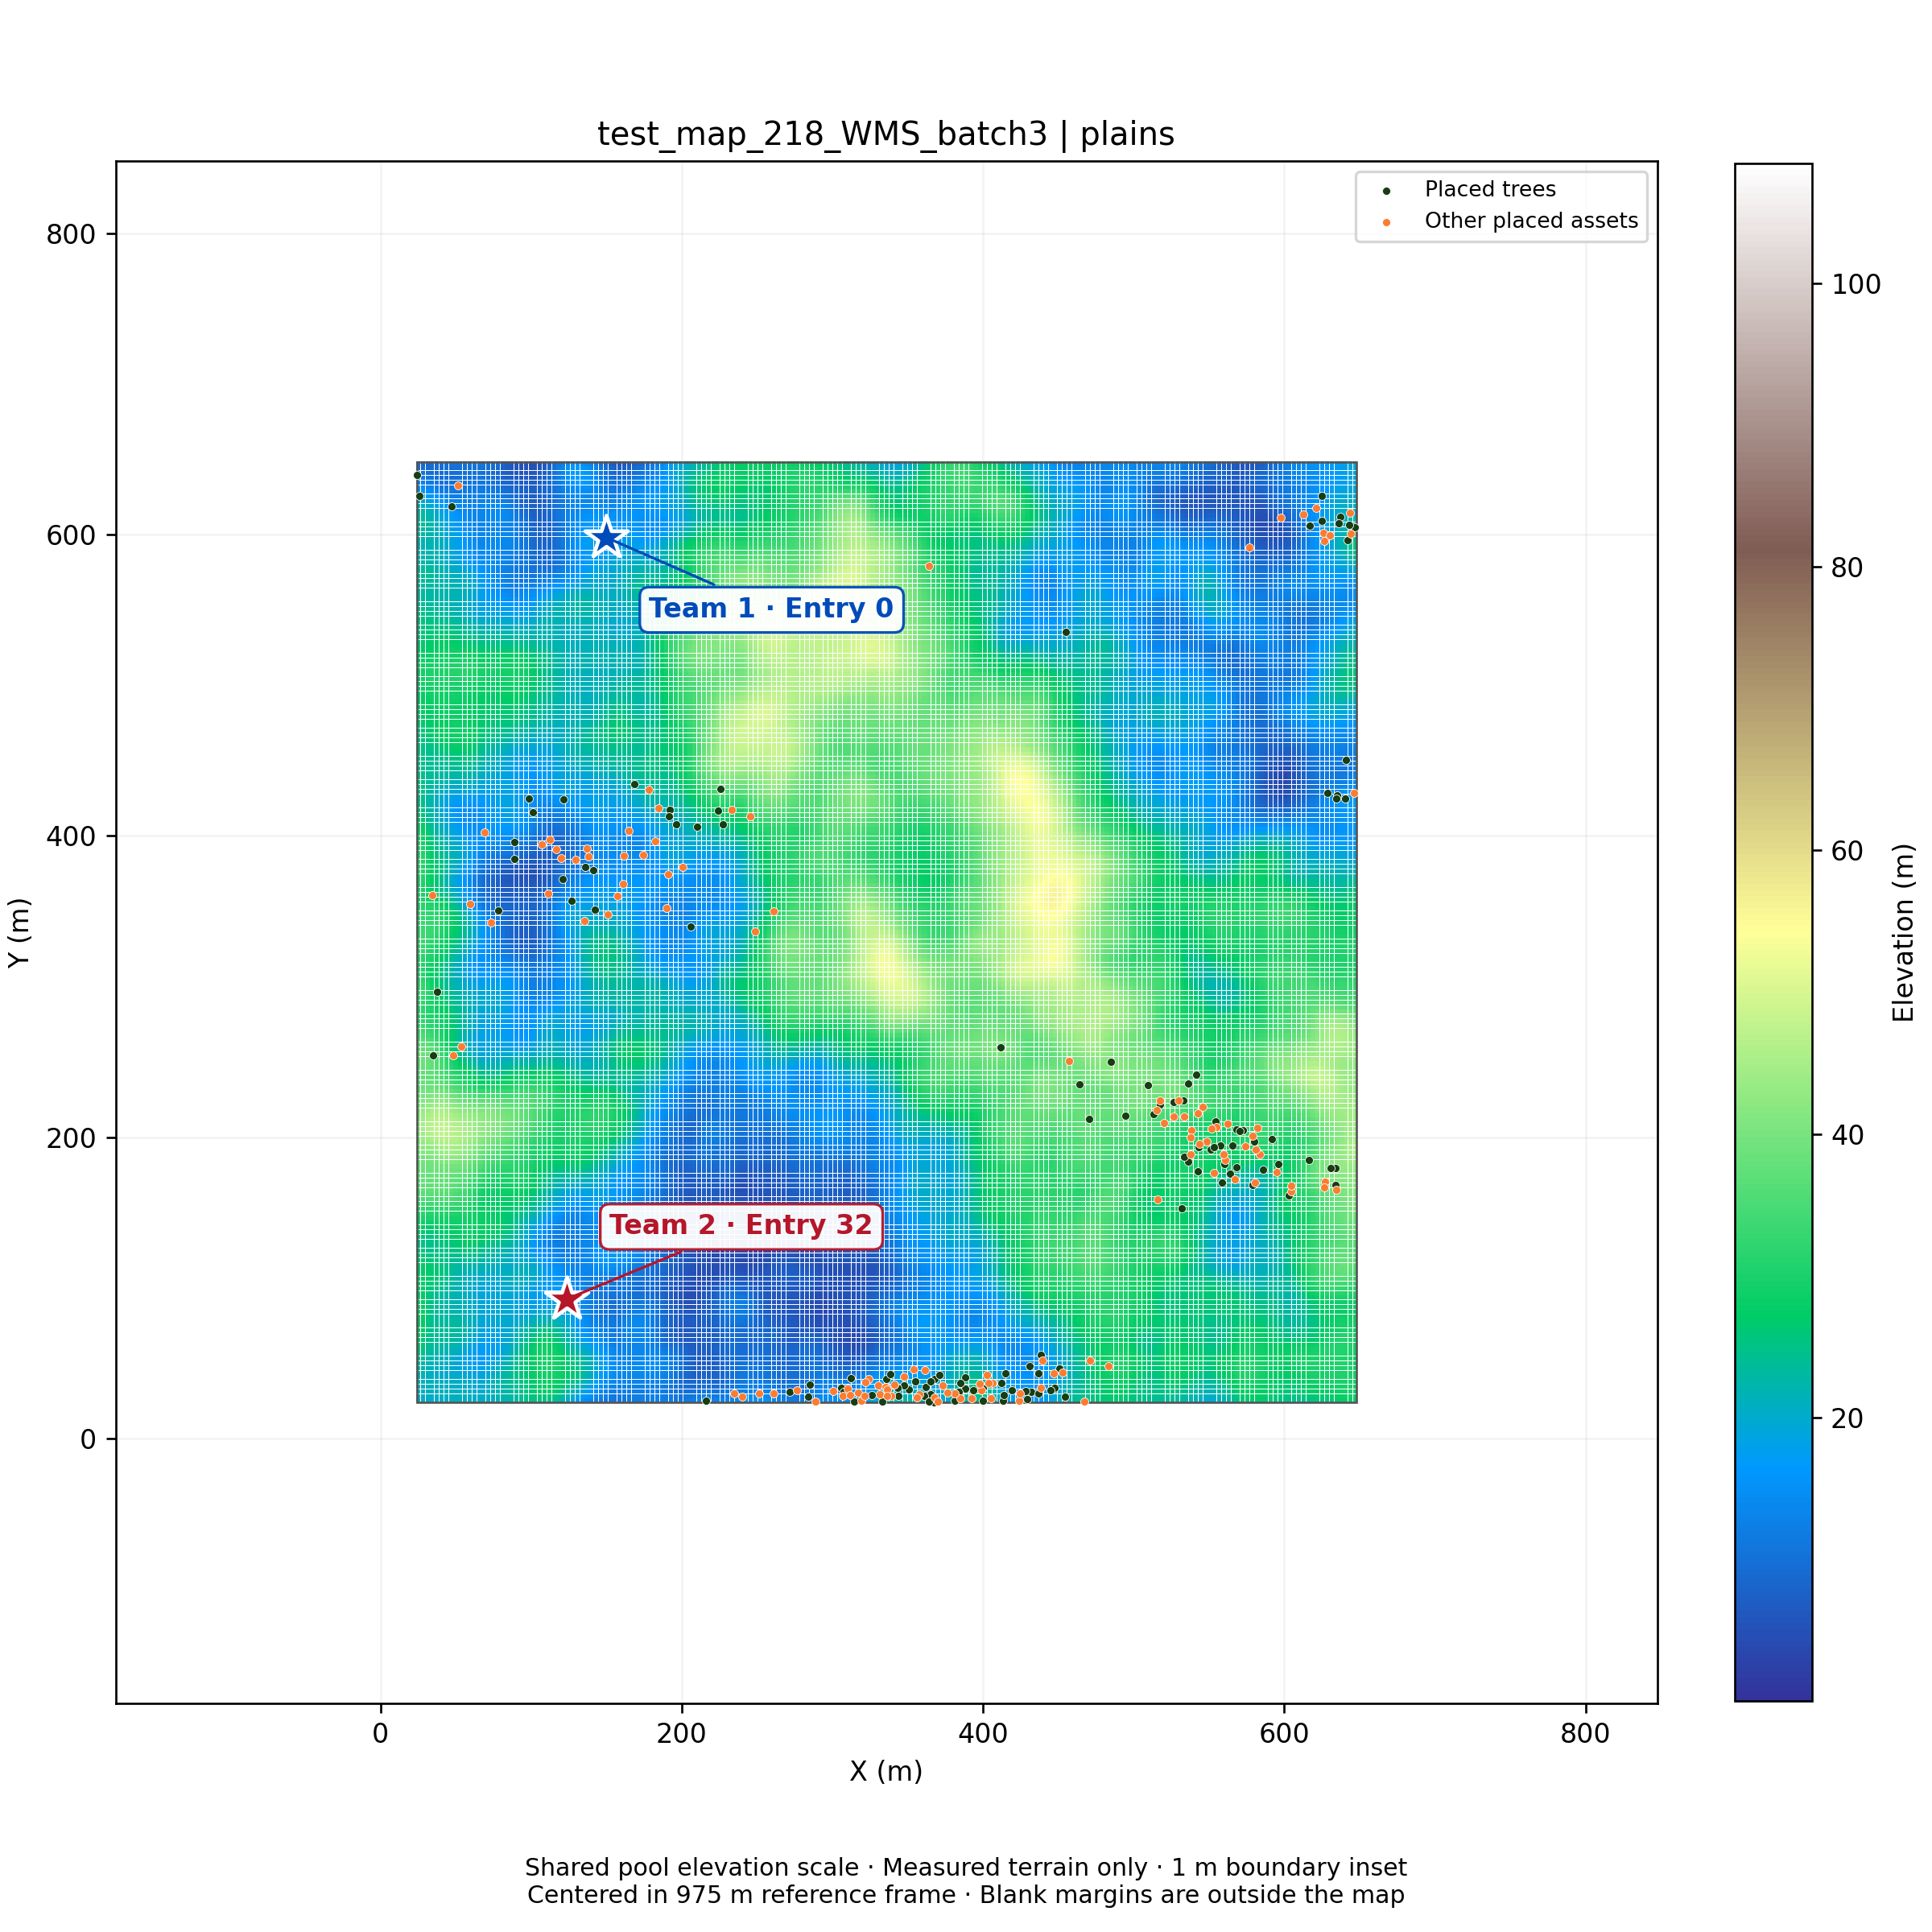 test_map_218_WMS_batch3 | plains
Placed trees
Other placed assets
Team 1 · Entry 0
Team 2 · Entry 32
800
600
400
200
0
Y (m)
0
200
400
600
800
X (m)
100
80
60
40
20
Elevation (m)
Shared pool elevation scale · Measured terrain only · 1 m boundary inset
Centered in 975 m reference frame · Blank margins are outside the map